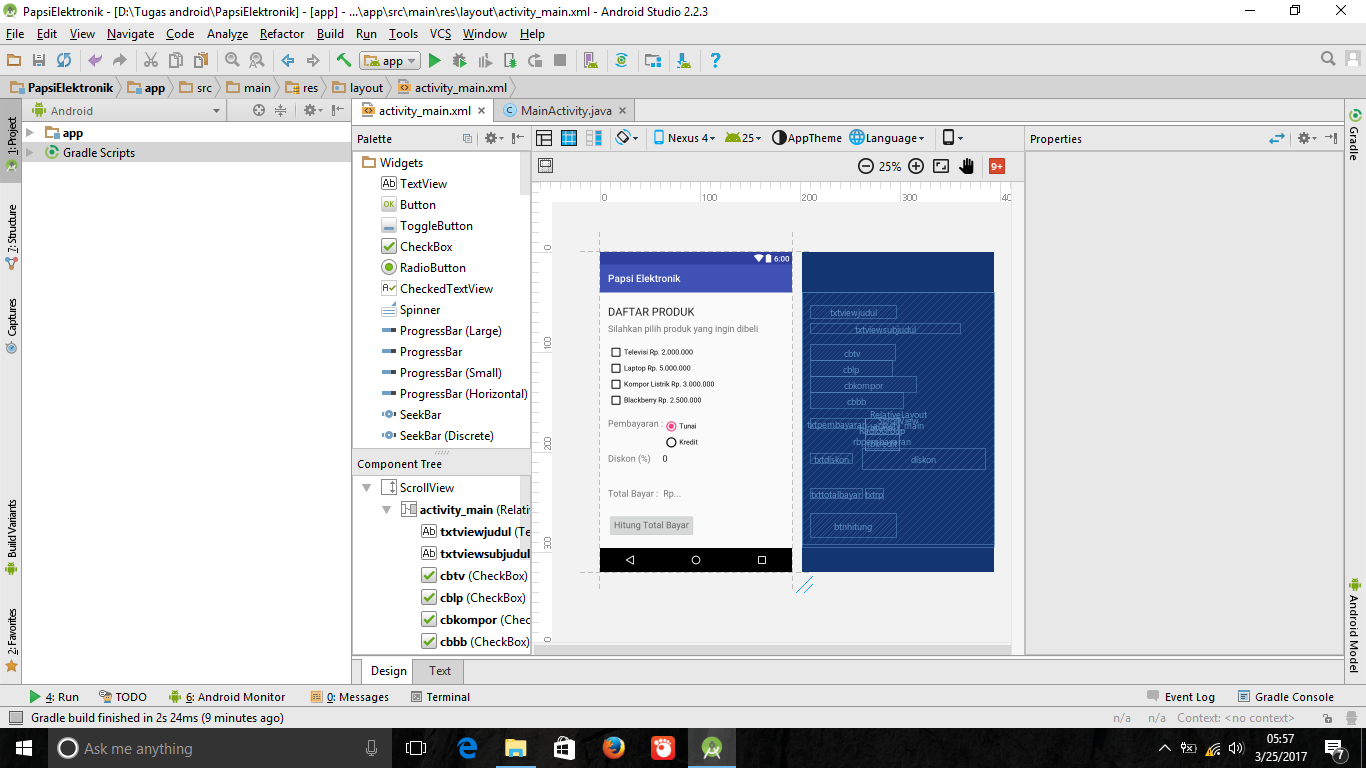 PapsiElektronik - [D:\Tugas android\PapsiElektronik] - [app] - ...\app\src\main\res\layout\activity_main.xml - Android Studio 2.2.3
File Edit View Navigate Code Analyze Refactor Build Run Tools VCS Window Help
app
PapsiElektronik app src main res layout activity_main.xml
Android
activity_main.xml
MainActivity.java
1: Project
7: Structure
Captures
Build Variants
2: Favorites
app
Gradle Scripts
Palette
Widgets
TextView
Button
ToggleButton
CheckBox
RadioButton
CheckedTextView
Spinner
ProgressBar (Large)
ProgressBar
ProgressBar (Small)
ProgressBar (Horizontal)
SeekBar
SeekBar (Discrete)
Component Tree
ScrollView
activity_main (Relati
txtviewjudul (Te
txtviewsubjudul
cbtv (CheckBox)
cblp (CheckBox)
cbkompor (Chec
cbbb (CheckBox)
Nexus 4 25 AppTheme Language
25% 9+
0 100 200 300 40
0
100
200
300
0
6:00
Papsi Elektronik
DAFTAR PRODUK
Silahkan pilih produk yang ingin dibeli
Televisi Rp. 2.000.000
Laptop Rp. 5.000.000
Kompor Listrik Rp. 3.000.000
Blackberry Rp. 2.500.000
Pembayaran : Tunai
Kredit
Diskon (%) 0
Total Bayar : Rp...
Hitung Total Bayar
txtviewjudul
txtviewsubjudul
cbtv
cblp
cbkompor
cbbb
RelativeLayout
txtpembayaran
rbpembayaran
txtdiskon diskon
txttotalbayar txtrp
btnhitung
Properties
Gradle
Android Model
Design Text
4: Run TODO 6: Android Monitor 0: Messages Terminal Event Log Gradle Console
Gradle build finished in 2s 24ms (9 minutes ago) n/a n/a Context: <no context>
Ask me anything
05:57
3/25/2017
7